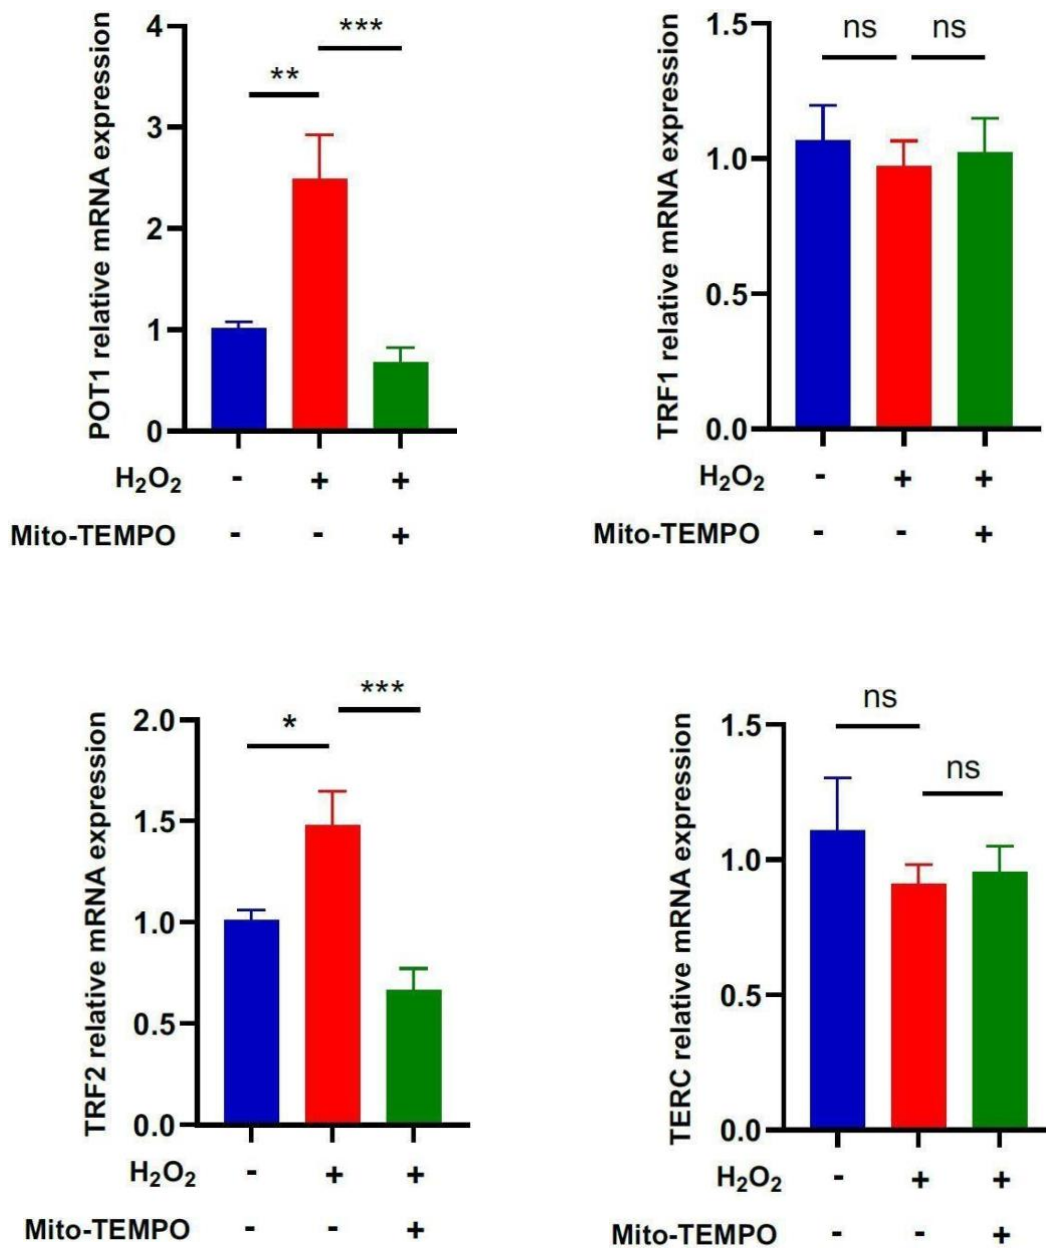 POT1 relative mRNA expression
4
3
2
1
0
**
***
H₂O₂ - + +
Mito-TEMPO - - +
TRF1 relative mRNA expression
1.5
1.0
0.5
0.0
ns ns
H₂O₂ - + +
Mito-TEMPO - - +
TRF2 relative mRNA expression
2.0
1.5
1.0
0.5
0.0
*
***
H₂O₂ - + +
Mito-TEMPO - - +
TERC relative mRNA expression
1.5
1.0
0.5
0.0
ns
ns
H₂O₂ - + +
Mito-TEMPO - - +